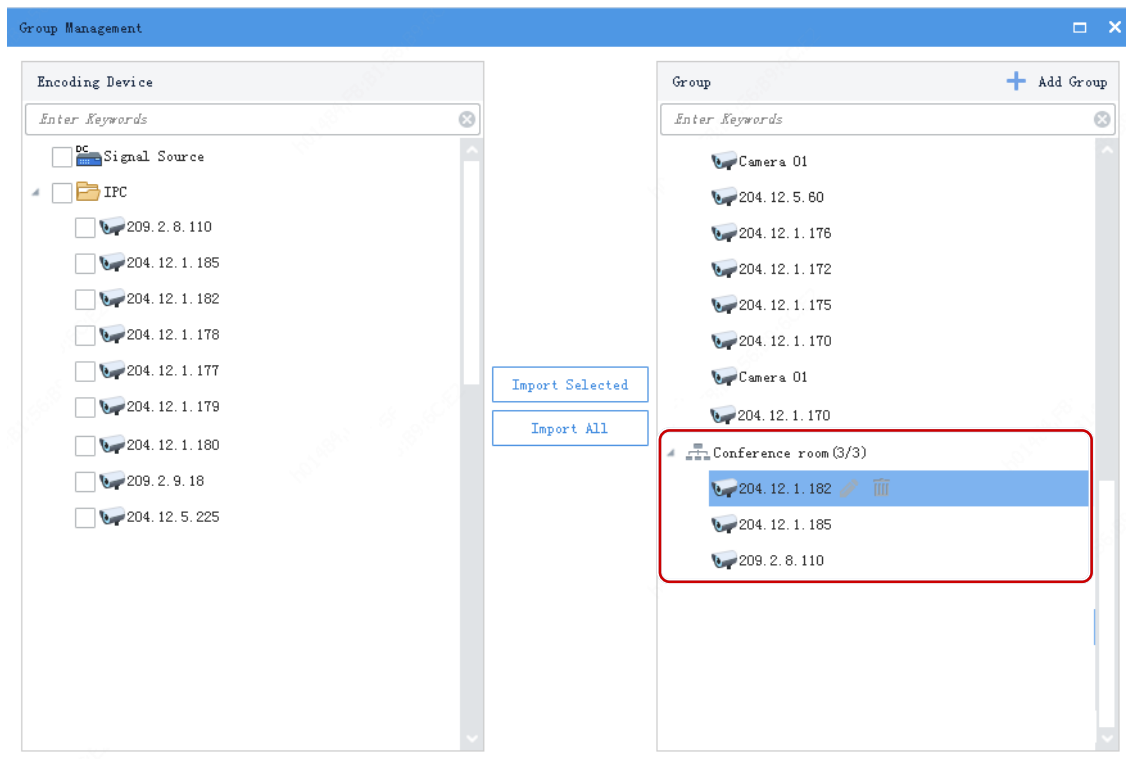 Group Management
Encoding Device
Enter Keywords
DC
Signal Source
IPC
209.2.8.110
204.12.1.185
204.12.1.182
204.12.1.178
204.12.1.177
204.12.1.179
204.12.1.180
209.2.9.18
204.12.5.225
Import Selected
Import All
Group
Add Group
Enter Keywords
Camera 01
204.12.5.60
204.12.1.176
204.12.1.172
204.12.1.175
204.12.1.170
Camera 01
204.12.1.170
Conference room(3/3)
204.12.1.182
204.12.1.185
209.2.8.110